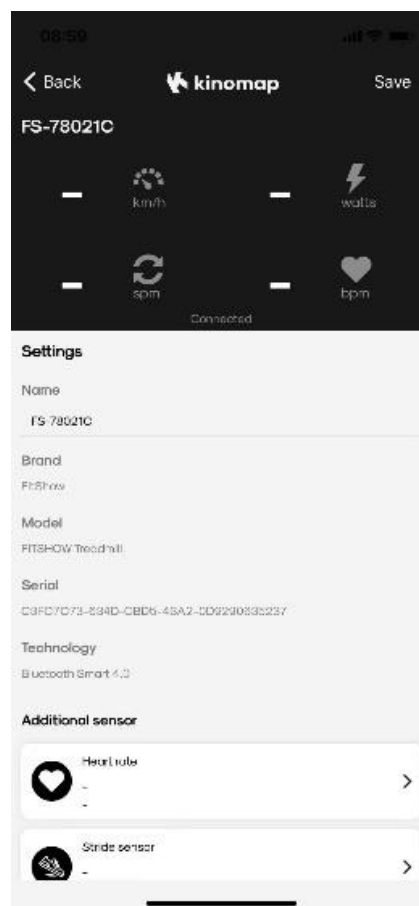 08:59
Back
kinomap
Save
FS-78021C
-
km/h
-
watts
-
spm
-
bpm
Connected
Settings
Name
FS-78021C
Brand
FitShow
Model
FITSHOW Treadmill
Serial
Technology
Bluetooth Smart 4.0
Additional sensor
Heart rate
-
-
Stride sensor
-